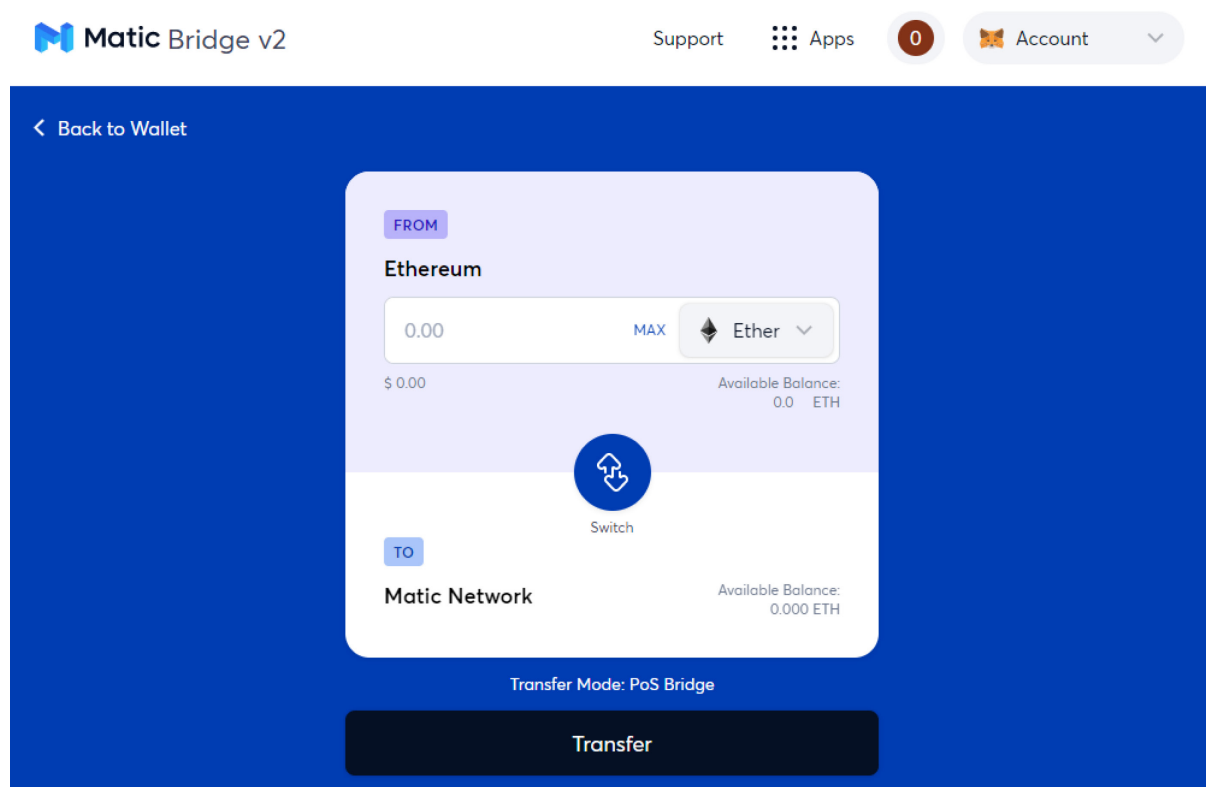 Matic Bridge v2
Support
Apps
0
Account
Back to Wallet
FROM
Ethereum
0.00
MAX
Ether
$ 0.00
Available Balance:
0.0 ETH
Switch
TO
Matic Network
Available Balance:
0.000 ETH
Transfer Mode: PoS Bridge
Transfer